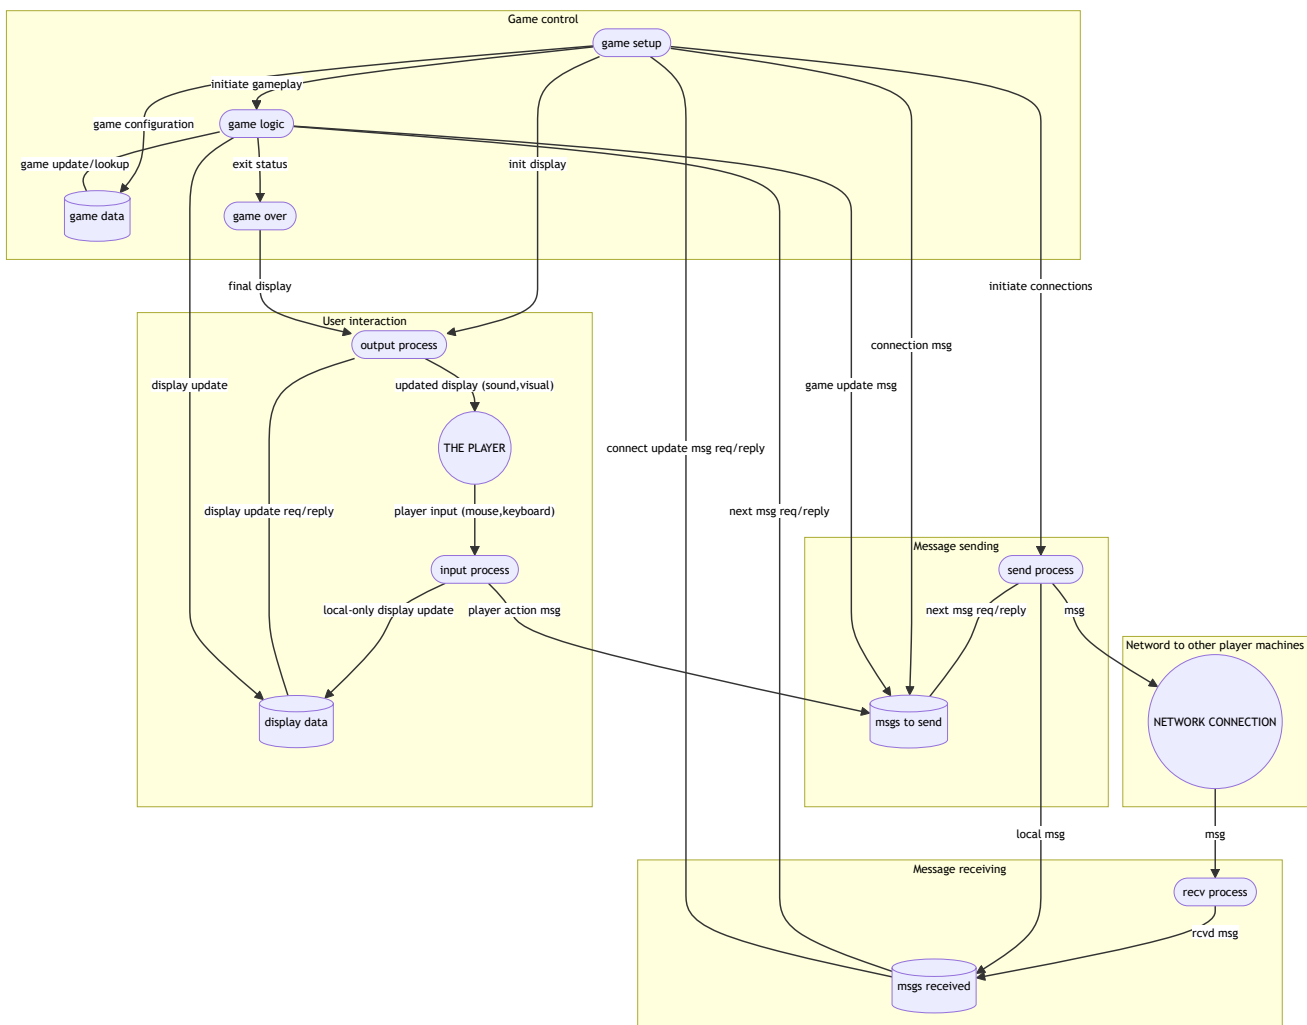 Game control
game setup
initiate gameplay
game configuration
game logic
game update/lookup
exit status
init display
game data
game over
final display
initiate connections
User interaction
output process
connection msg
display update
updated display (sound,visual)
game update msg
THE PLAYER
connect update msg req/reply
display update req/reply
player input (mouse,keyboard)
next msg req/reply
Message sending
input process
send process
local-only display update
player action msg
next msg req/reply
msg
Netword to other player machines
display data
msgs to send
NETWORK CONNECTION
local msg
msg
Message receiving
recv process
rcvd msg
msgs received